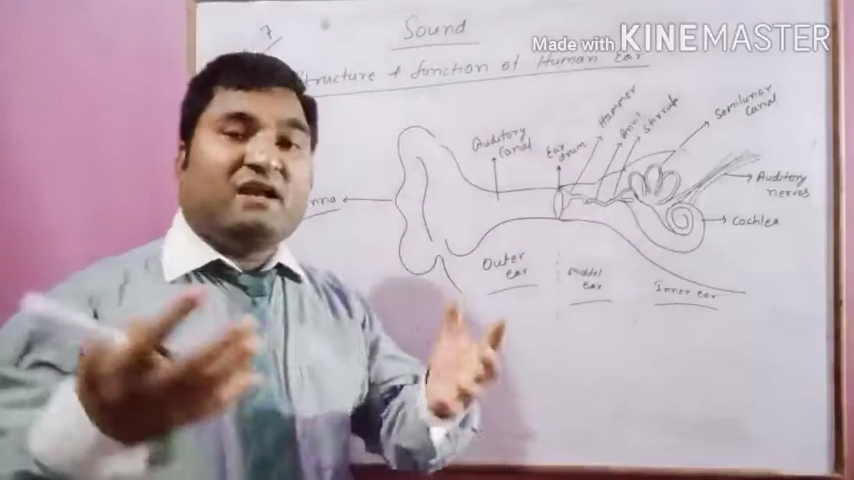 7
Sound
Made with KINEMASTER
Structure & function of Human Ear
Auditory
Canal
Ear
drum
Hammer
Anvil
Stirrup
Semilunar
Canal
nna
Auditory
nerves
Cochlea
Outer
ear
middel
ear
Inner ear